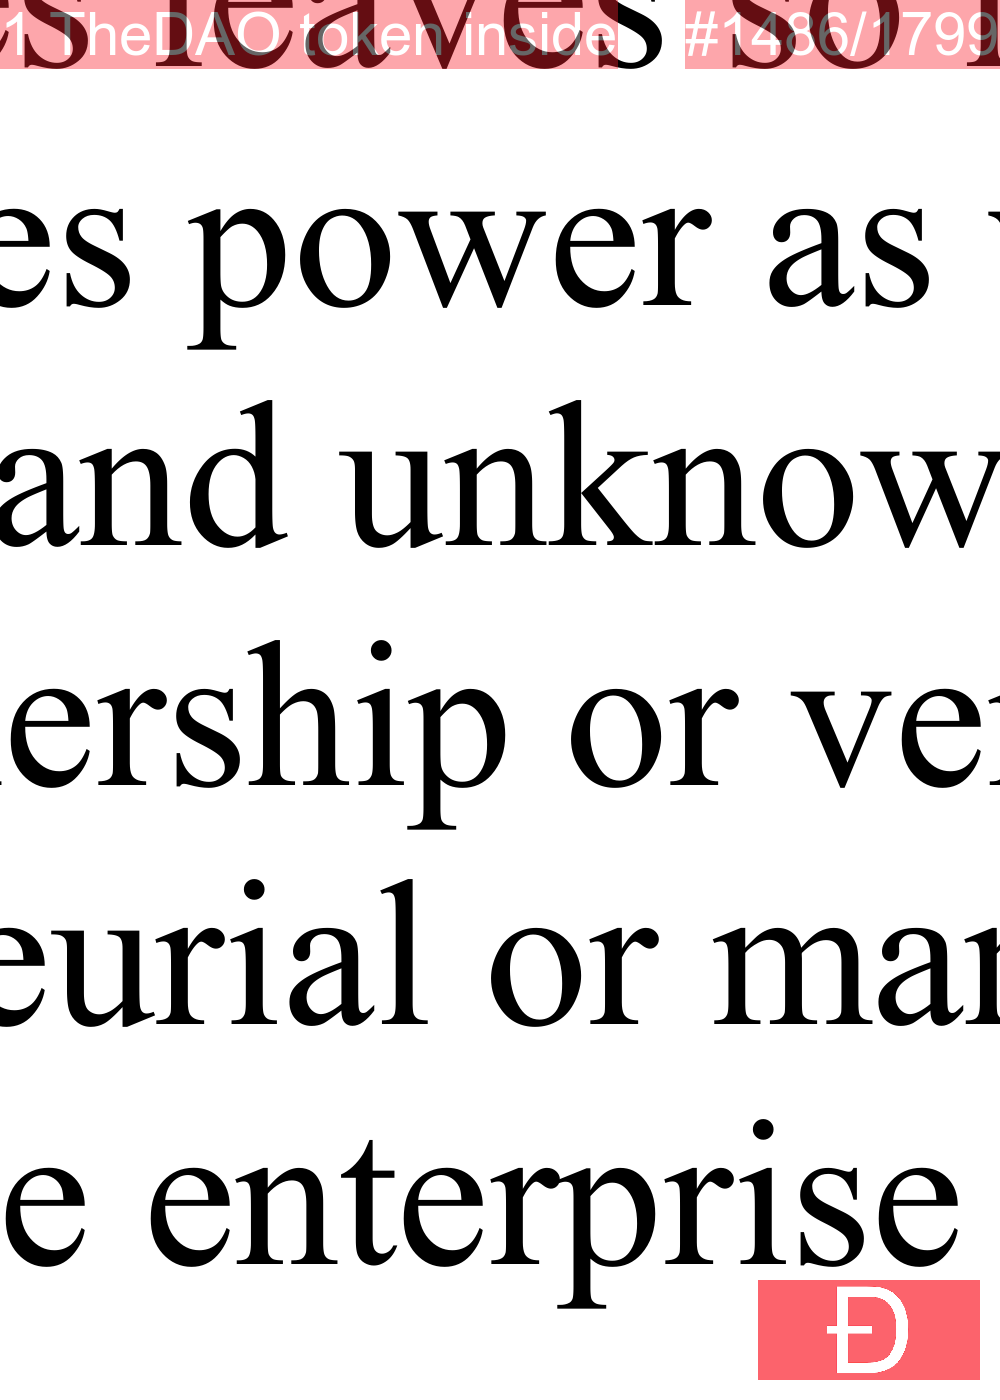 1 TheDAO token inside #1486/1799
es leaves so
es power as
and unknow
ership or ve
eurial or ma
e enterprise
Đ